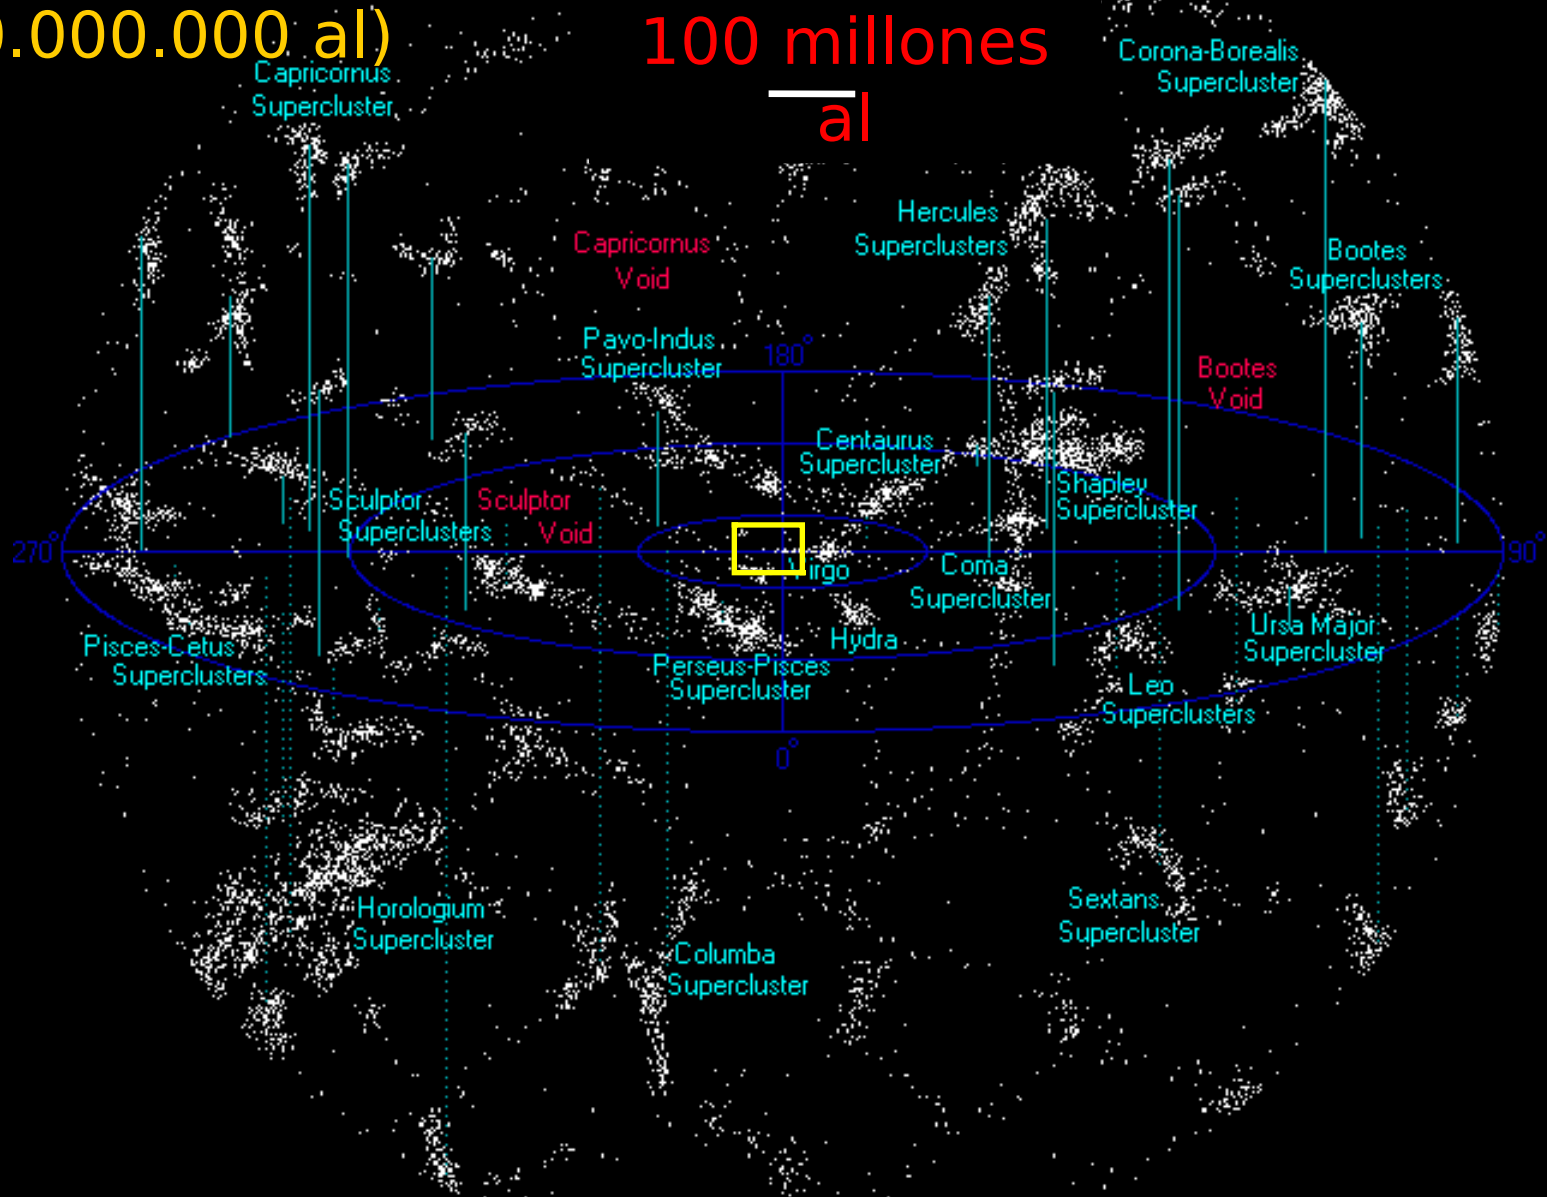 0.000.000 al)
100 millones
al
Capricornus
Supercluster
Corona-Borealis
Supercluster
Hercules
Superclusters
Capricornus
Void
Bootes
Superclusters
Pavo-Indus
Supercluster
180°
Bootes
Void
Centaurus
Supercluster
Shapley
Supercluster
Sculptor
Superclusters
Sculptor
Void
270°
90°
Virgo
Coma
Supercluster
Hydra
Ursa Major
Supercluster
Pisces-Cetus
Superclusters
Perseus-Pisces
Supercluster
Leo
Superclusters
0°
Horologium
Supercluster
Sextans
Supercluster
Columba
Supercluster